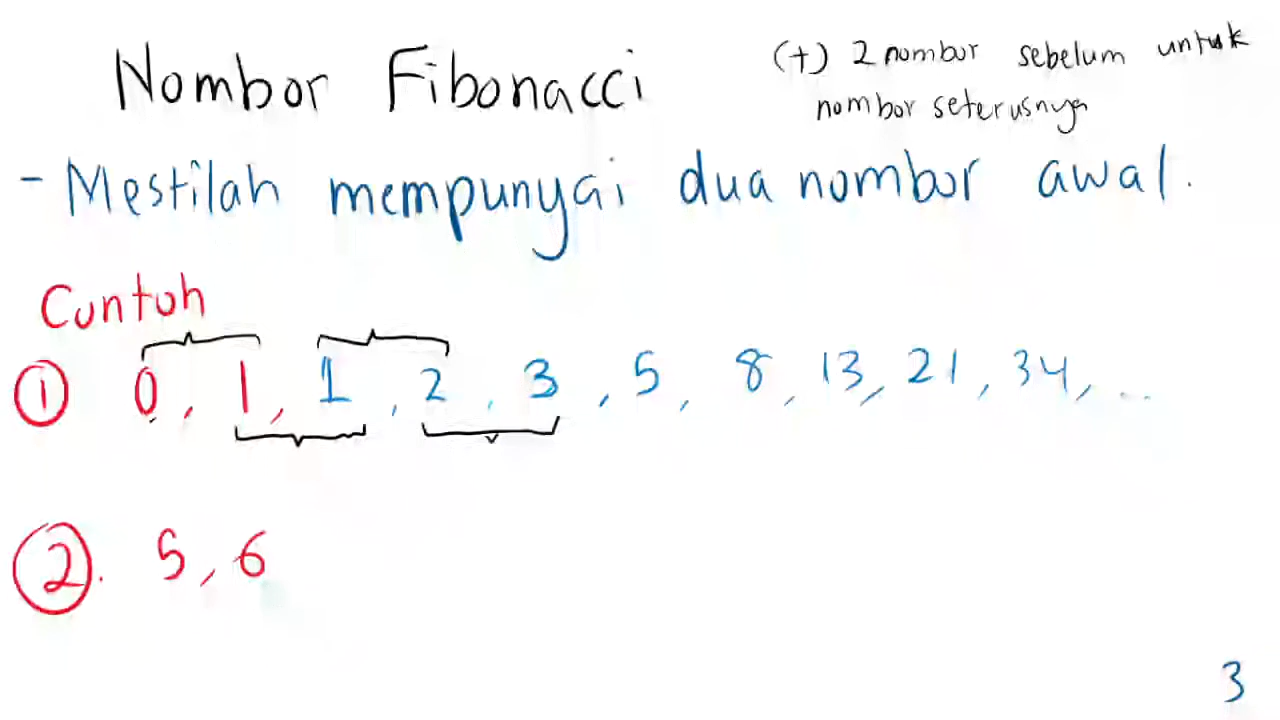 Nombor Fibonacci
(+) 2 nombor sebelum untuk
nombor seterusnya
- Mestilah mempunyai dua nombor awal.
Contoh
① 0, 1, 1, 2, 3, 5, 8, 13, 21, 34, ...
②. 5, 6
3